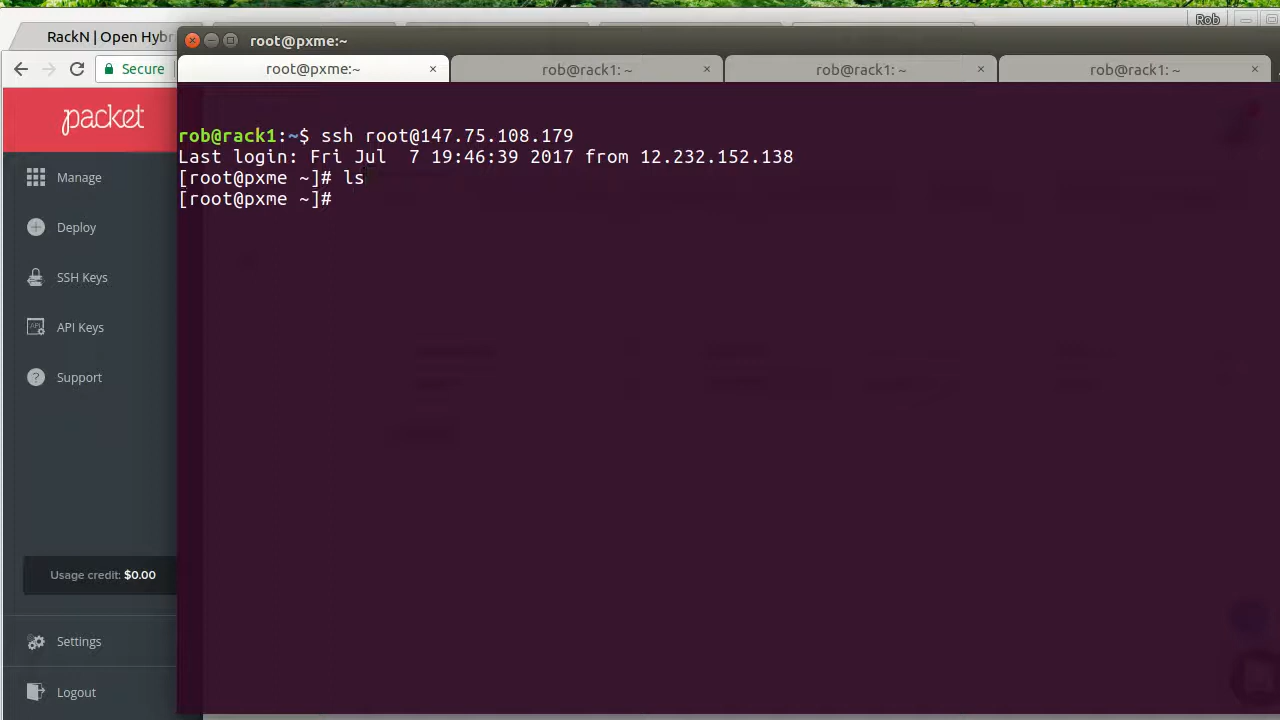 Rob
RackN | Open Hybr
root@pxme:~
Secure
root@pxme:~ ×
rob@rack1: ~ ×
rob@rack1: ~ ×
rob@rack1: ~ ×
packet
Manage
Deploy
SSH Keys
API
API Keys
Support
Usage credit: $0.00
Settings
Logout
rob@rack1:~$ ssh root@147.75.108.179
Last login: Fri Jul  7 19:46:39 2017 from 12.232.152.138
[root@pxme ~]# ls
[root@pxme ~]#